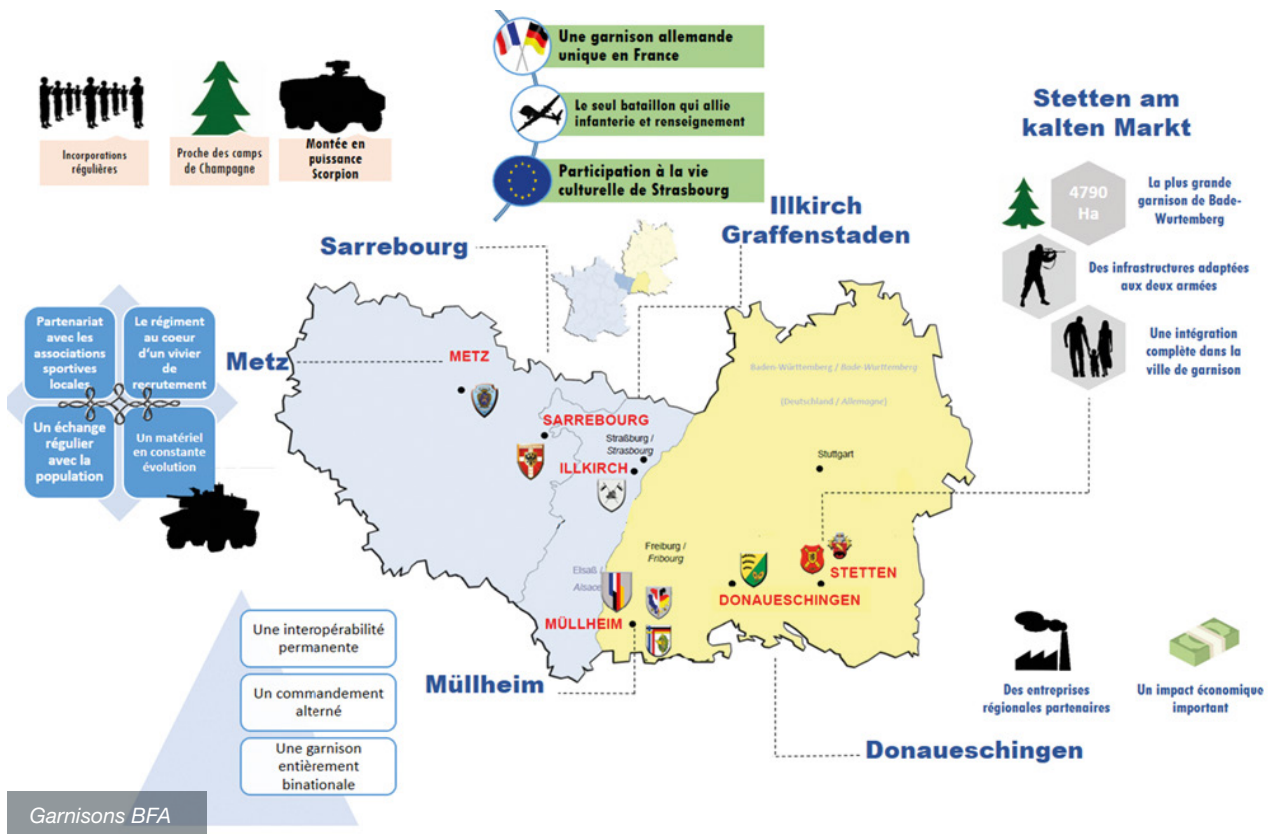 Une garnison allemande
unique en France
Le seul bataillon qui allie
infanterie et renseignement
Participation à la vie
culturelle de Strasbourg
Incorporations
régulières
Proche des camps
de Champagne
Montée en
puissance
Scorpion
Stetten am
kalten Markt
4790
Ha
La plus grande
garnison de Bade-
Wurtemberg
Des infrastructures adaptées
aux deux armées
Une intégration
complète dans la
ville de garnison
Sarrebourg
Illkirch
Graffenstaden
Partenariat
avec les
associations
sportives
locales
Le régiment
au coeur
d'un vivier
de
recrutement
Un échange
régulier
avec la
population
Un matériel
en constante
évolution
Metz
METZ
SARREBOURG
Straßburg /
Strasbourg
ILLKIRCH
Baden-Württemberg / Bade-Wurtemberg
(Deutschland / Allemagne)
Stuttgart
Freiburg /
Fribourg
Elsaß /
Alsace
STETTEN
DONAUESCHINGEN
MÜLLHEIM
Müllheim
Une interopérabilité
permanente
Un commandement
alterné
Une garnison
entièrement
binationale
Des entreprises
régionales partenaires
Un impact économique
important
Donaueschingen
Garnisons BFA